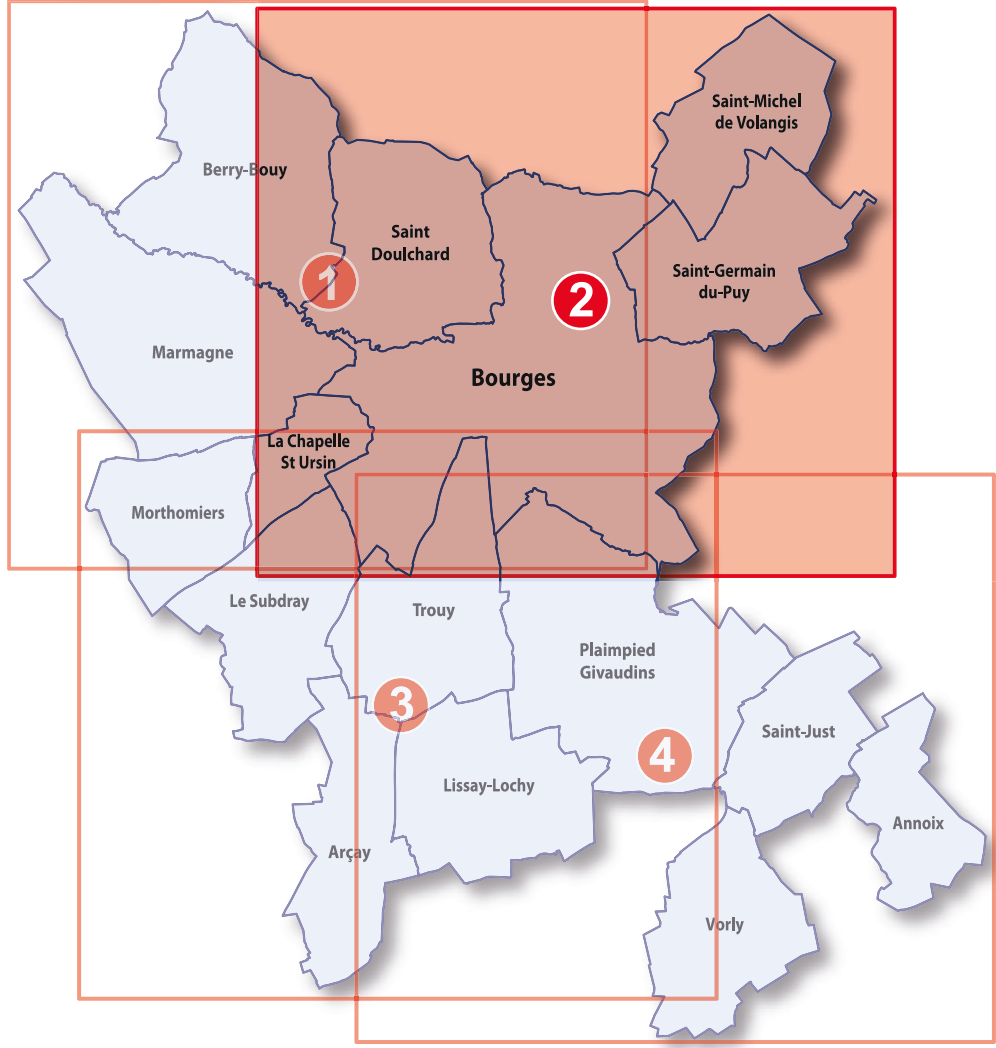 Saint-Michel
de Volangis
Berry-Bouy
Saint
Doulchard
Saint-Germain
du-Puy
1
2
Marmagne
Bourges
La Chapelle
St Ursin
Morthomiers
Le Subdray
Trouy
Plaimpied
Givaudins
3
Saint-Just
4
Lissay-Lochy
Annoix
Arçay
Vorly